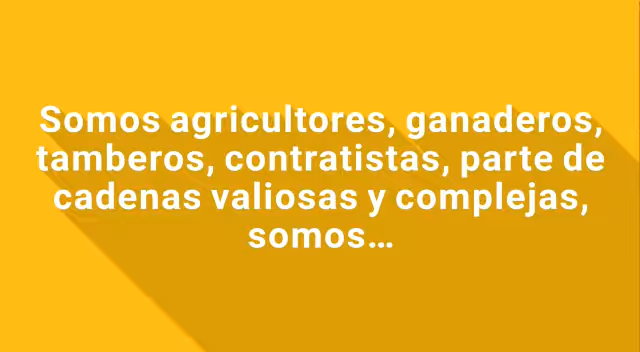 Somos agricultores, ganaderos,
tamberos, contratistas, parte de
cadenas valiosas y complejas,
somos...